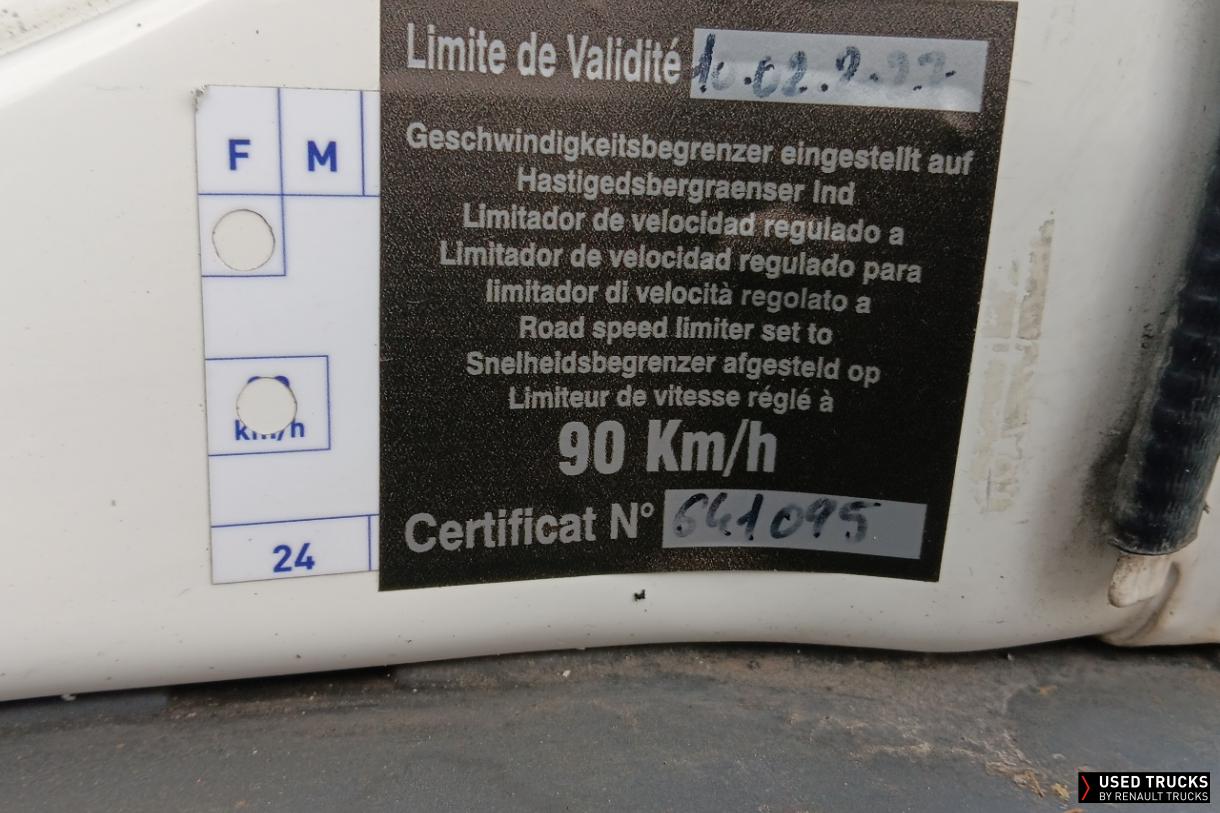 Limite de Validité
F M
Geschwindigkeitsbegrenzer eingestellt auf
Hastigedsbergraenser Ind
Limitador de velocidad regulado a
Limitador de velocidad regulado para
limitador di velocità regolato a
Road speed limiter set to
Snelheidsbegrenzer afgesteld op
Limiteur de vitesse réglé à
km/h
90 Km/h
Certificat N° 641095
24
USED TRUCKS
BY RENAULT TRUCKS